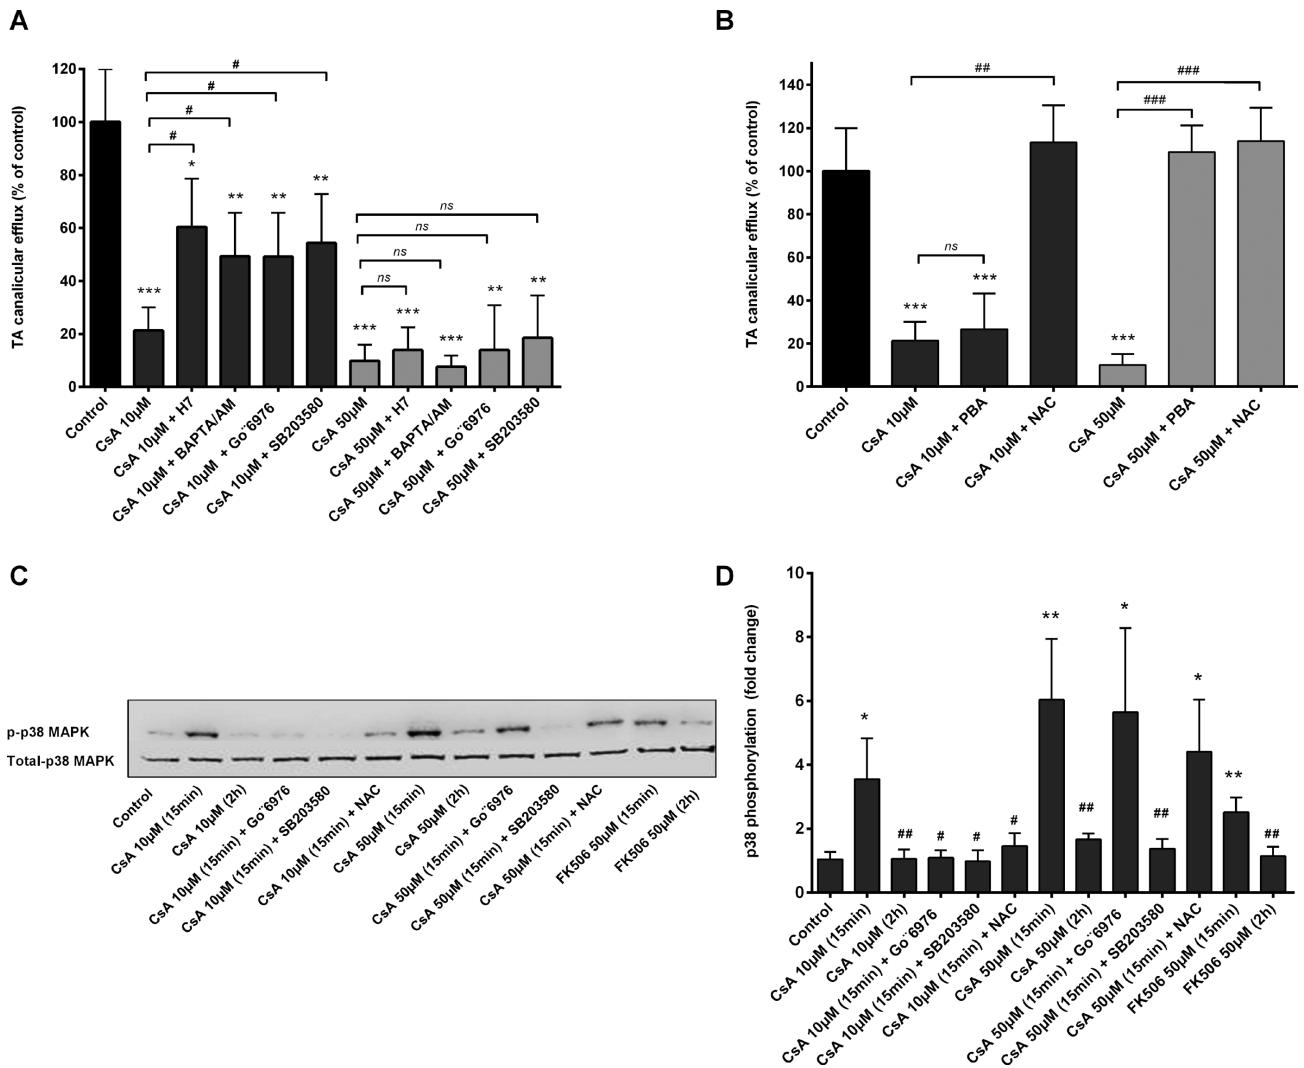 A
TA canalicular efflux (% of control)
120
100
80
60
40
20
0
#
#
#
#
***
*
**
**
**
ns
ns
ns
ns
***
***
***
**
**
Control
CsA 10µM
CsA 10µM + H7
CsA 10µM + BAPTA/AM
CsA 10µM + Go¨6976
CsA 10µM + SB203580
CsA 50µM
CsA 50µM + H7
CsA 50µM + BAPTA/AM
CsA 50µM + Go¨6976
CsA 50µM + SB203580
B
TA canalicular efflux (% of control)
140
120
100
80
60
40
20
0
##
###
###
ns
***
***
***
Control
CsA 10µM
CsA 10µM + PBA
CsA 10µM + NAC
CsA 50µM
CsA 50µM + PBA
CsA 50µM + NAC
C
p-p38 MAPK
Total-p38 MAPK
Control
CsA 10µM (15min)
CsA 10µM (2h)
CsA 10µM (15min) + Go¨6976
CsA 10µM (15min) + SB203580
CsA 10µM (15min) + NAC
CsA 50µM (15min)
CsA 50µM (2h)
CsA 50µM (15min) + Go¨6976
CsA 50µM (15min) + SB203580
CsA 50µM (15min) + NAC
FK506 50µM (15min)
FK506 50µM (2h)
D
p38 phosphorylation (fold change)
10
8
6
4
2
0
*
##
#
#
#
**
##
*
##
*
**
##
Control
CsA 10µM (15min)
CsA 10µM (2h)
CsA 10µM (15min) + Go¨6976
CsA 10µM (15min) + SB203580
CsA 10µM (15min) + NAC
CsA 50µM (15min)
CsA 50µM (2h)
CsA 50µM (15min) + Go¨6976
CsA 50µM (15min) + SB203580
CsA 50µM (15min) + NAC
FK506 50µM (15min)
FK506 50µM (2h)